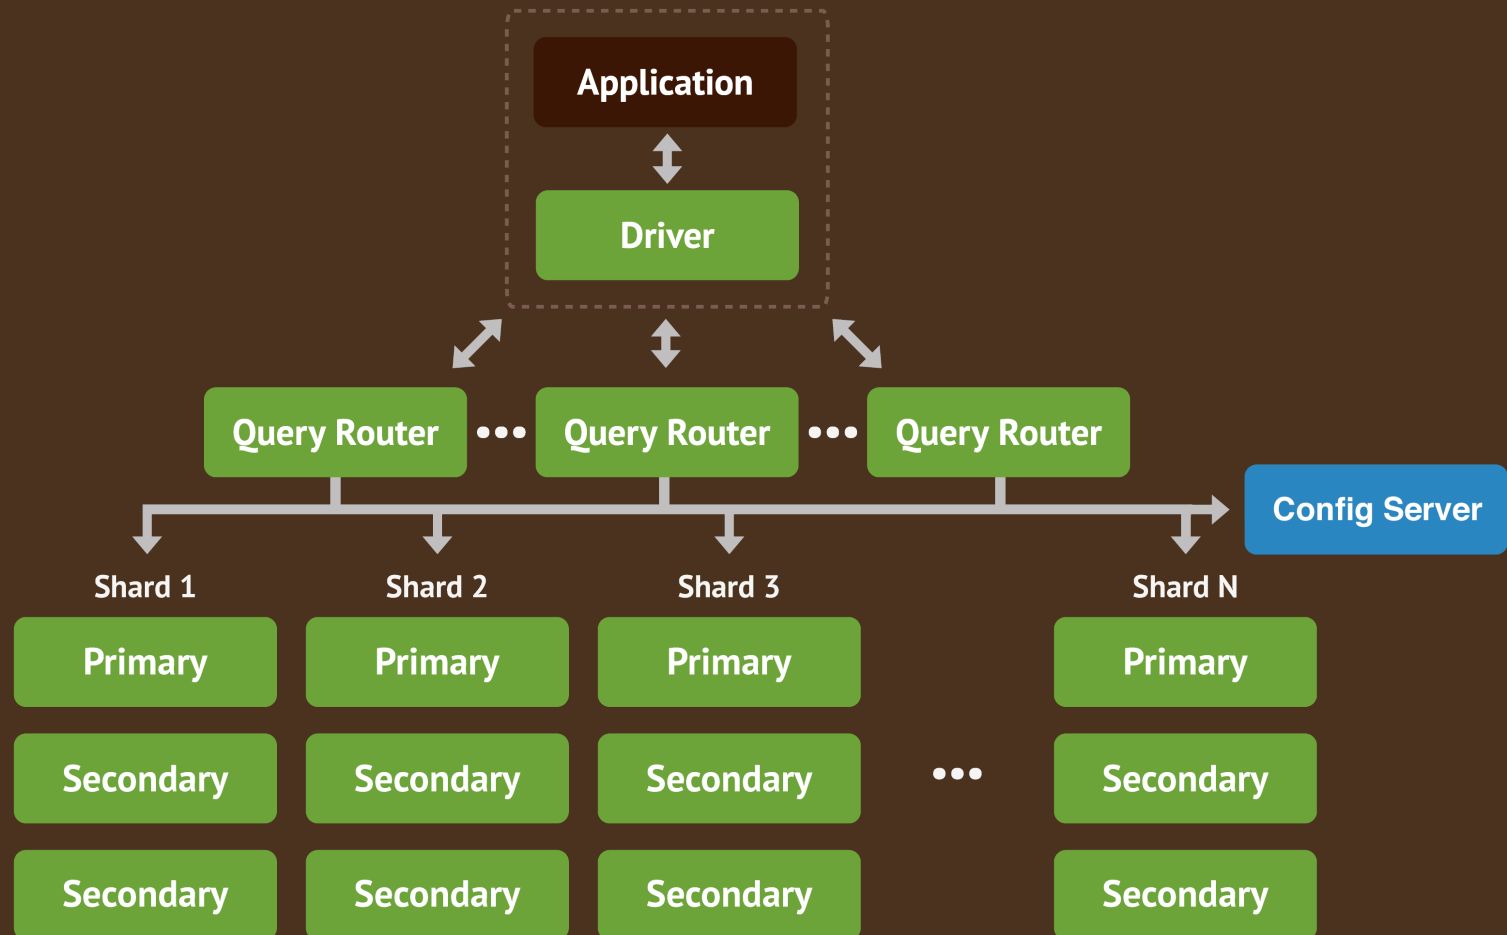 Application
Driver
Query Router ••• Query Router ••• Query Router
Config Server
Shard 1 Shard 2 Shard 3 Shard N
Primary Primary Primary Primary
Secondary Secondary Secondary ••• Secondary
Secondary Secondary Secondary Secondary